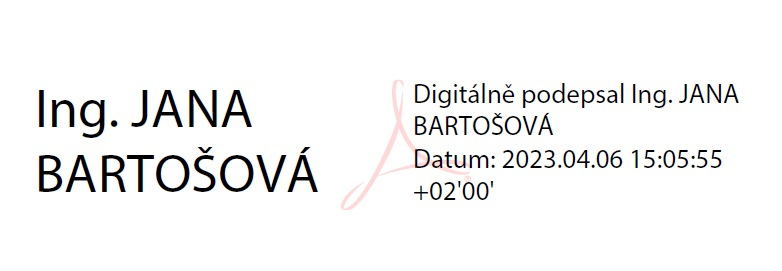 Ing. JANA
BARTOŠOVÁ
Digitálně podepsal Ing. JANA
BARTOŠOVÁ
Datum: 2023.04.06 15:05:55
+02'00'